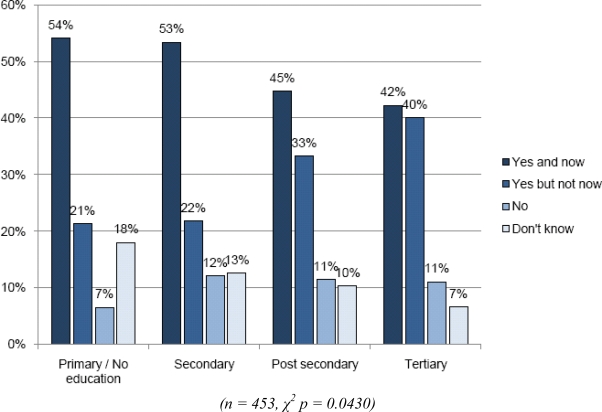 60%
50%
40%
30%
20%
10%
0%
54%
21%
7%
18%
53%
22%
12%
13%
45%
33%
11%
10%
42%
40%
11%
7%
Primary / No
education
Secondary
Post secondary
Tertiary
Yes and now
Yes but not now
No
Don't know
(n = 453, χ² p = 0.0430)